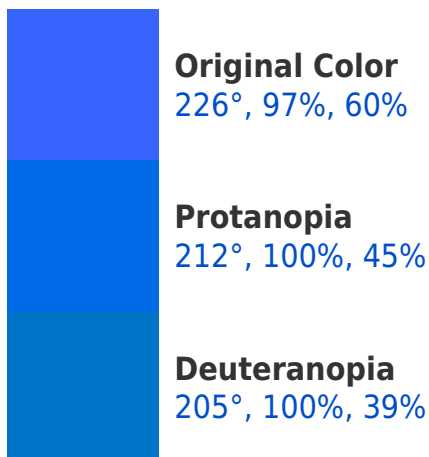 Original Color
226°, 97%, 60%
Protanopia
212°, 100%, 45%
Deuteranopia
205°, 100%, 39%